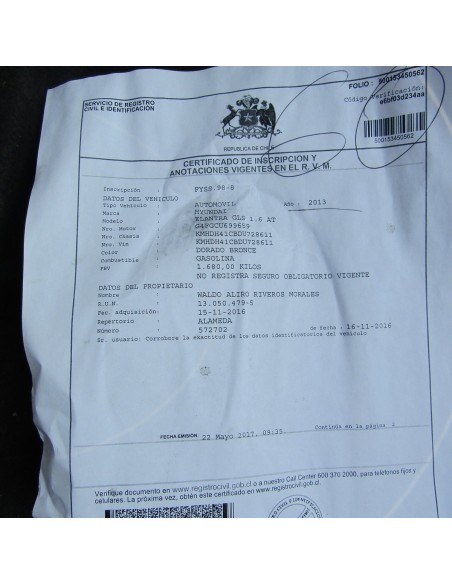 FOLIO : 500133450562
Código Verificación:
a6bf03d234aa
500133450562
SERVICIO DE REGISTRO
CIVIL E IDENTIFICACIÓN
REPUBLICA DE CHILE
CERTIFICADO DE INSCRIPCION Y
ANOTACIONES VIGENTES EN EL R. V. M.
Inscripción : FYSS.98-8
DATOS DEL VEHICULO
Tipo Vehículo : AUTOMOVIL Año : 2013
Marca : HYUNDAI
Modelo : ELANTRA GLS 1.6 AT
Nro. Motor : G4FGCU699659
Nro. Chasis : KMHDH41CBDU728611
Nro. Vin : KMHDH41CBDU728611
Color : DORADO BRONCE
Combustible : GASOLINA
PBV : 1.680,00 KILOS
NO REGISTRA SEGURO OBLIGATORIO VIGENTE
DATOS DEL PROPIETARIO
Nombre : WALDO ALIRO RIVEROS MORALES
R.U.N. : 13.050.479-5
Fec. adquisición: 15-11-2016
Repertorio : ALAMEDA
Número : 572702 de fecha : 16-11-2016
Sr. usuario: Corrobore la exactitud de los datos identificatorios del vehículo
Continúa en la página 2
FECHA EMISIÓN: 22 Mayo 2017, 09:35
Verifique documento en www.registrocivil.gob.cl o a nuestro Call Center 600 370 2000, para teléfonos fijos y
celulares. La próxima vez, obtén este certificado en www.registrocivil.gob.cl.